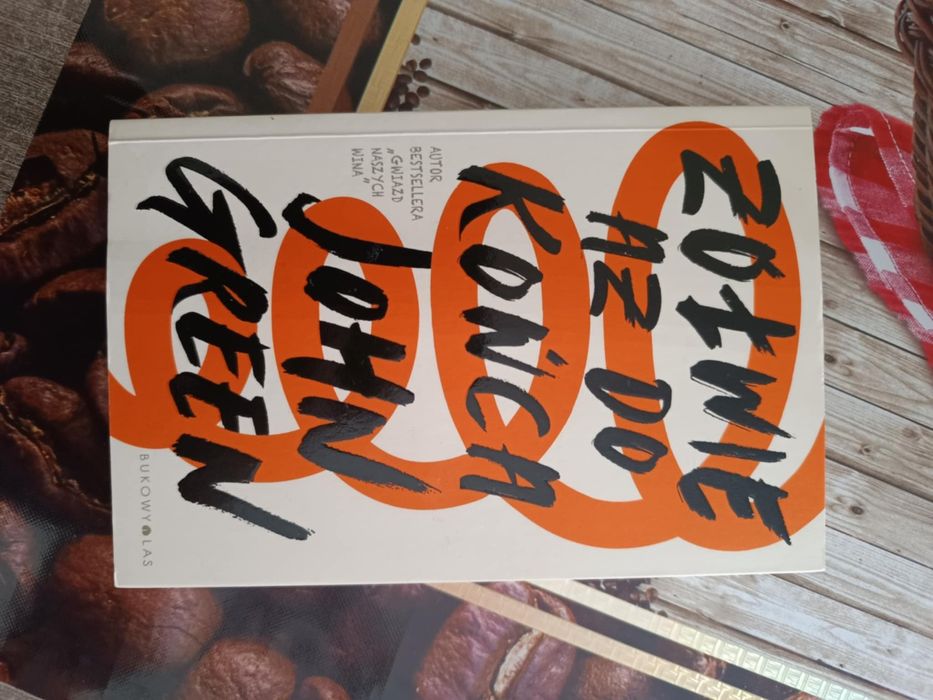 ŻÓŁWIE
AŻ DO
KOŃCA
AUTOR
BESTSELLERA
„GWIAZD
NASZYCH
WINA”
JOHN
GREEN
BUKOWY LAS